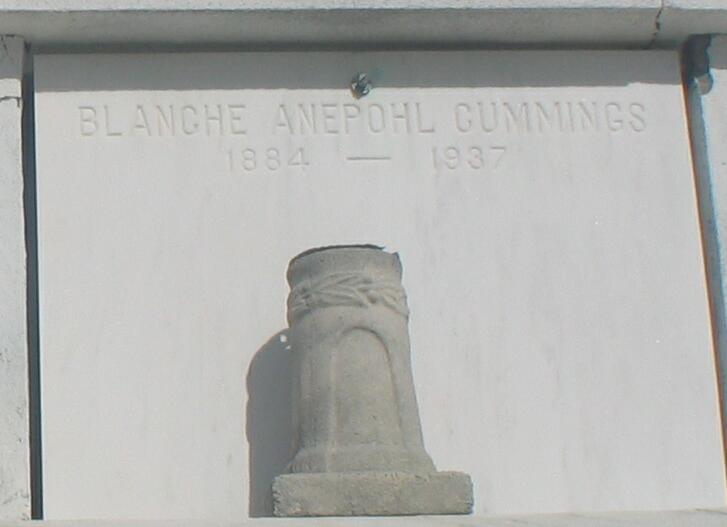 BLANCHE ANEPOHL CUMMINGS
1884 — 1937